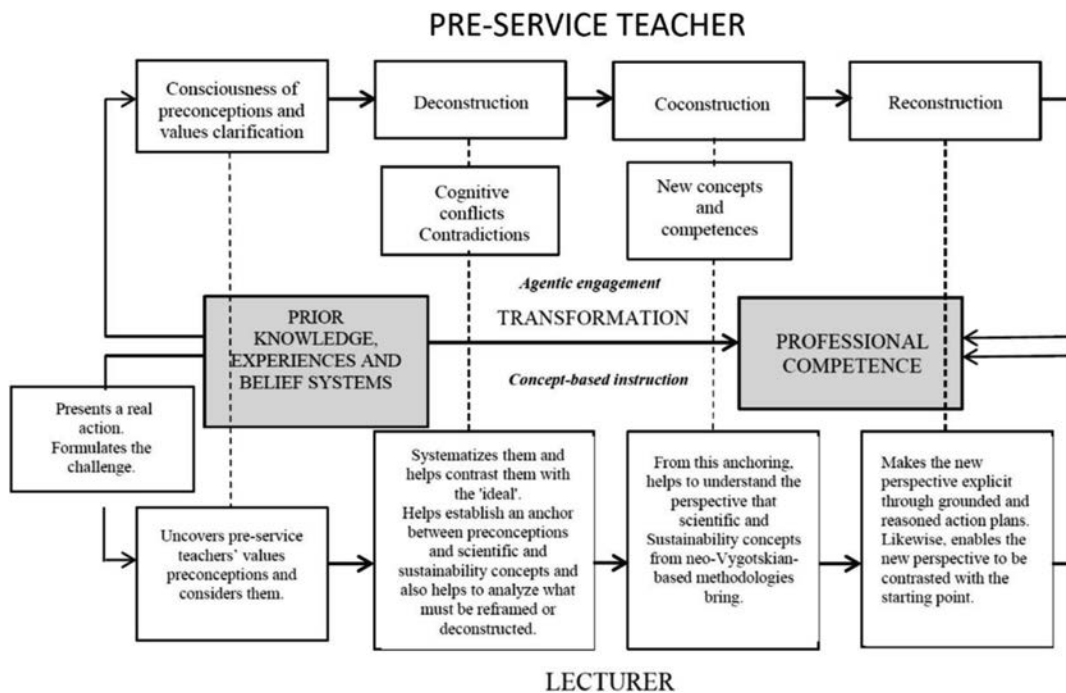 PRE-SERVICE TEACHER
Consciousness of
preconceptions and
values clarification
Deconstruction
Coconstruction
Reconstruction
Cognitive
conflicts
Contradictions
New concepts
and
competences
Agentic engagement
TRANSFORMATION
Concept-based instruction
PRIOR
KNOWLEDGE,
EXPERIENCES AND
BELIEF SYSTEMS
PROFESSIONAL
COMPETENCE
Presents a real
action.
Formulates the
challenge.
Uncovers pre-service
teachers’ values
preconceptions and
considers them.
Systematizes them and
helps contrast them with
the 'ideal'.
Helps establish an anchor
between preconceptions
and scientific and
sustainability concepts and
also helps to analyze what
must be reframed or
deconstructed.
From this anchoring,
helps to understand the
perspective that
scientific and
Sustainability concepts
from neo-Vygotskian-
based methodologies
bring.
Makes the new
perspective explicit
through grounded and
reasoned action plans.
Likewise, enables the
new perspective to be
contrasted with the
starting point.
LECTURER